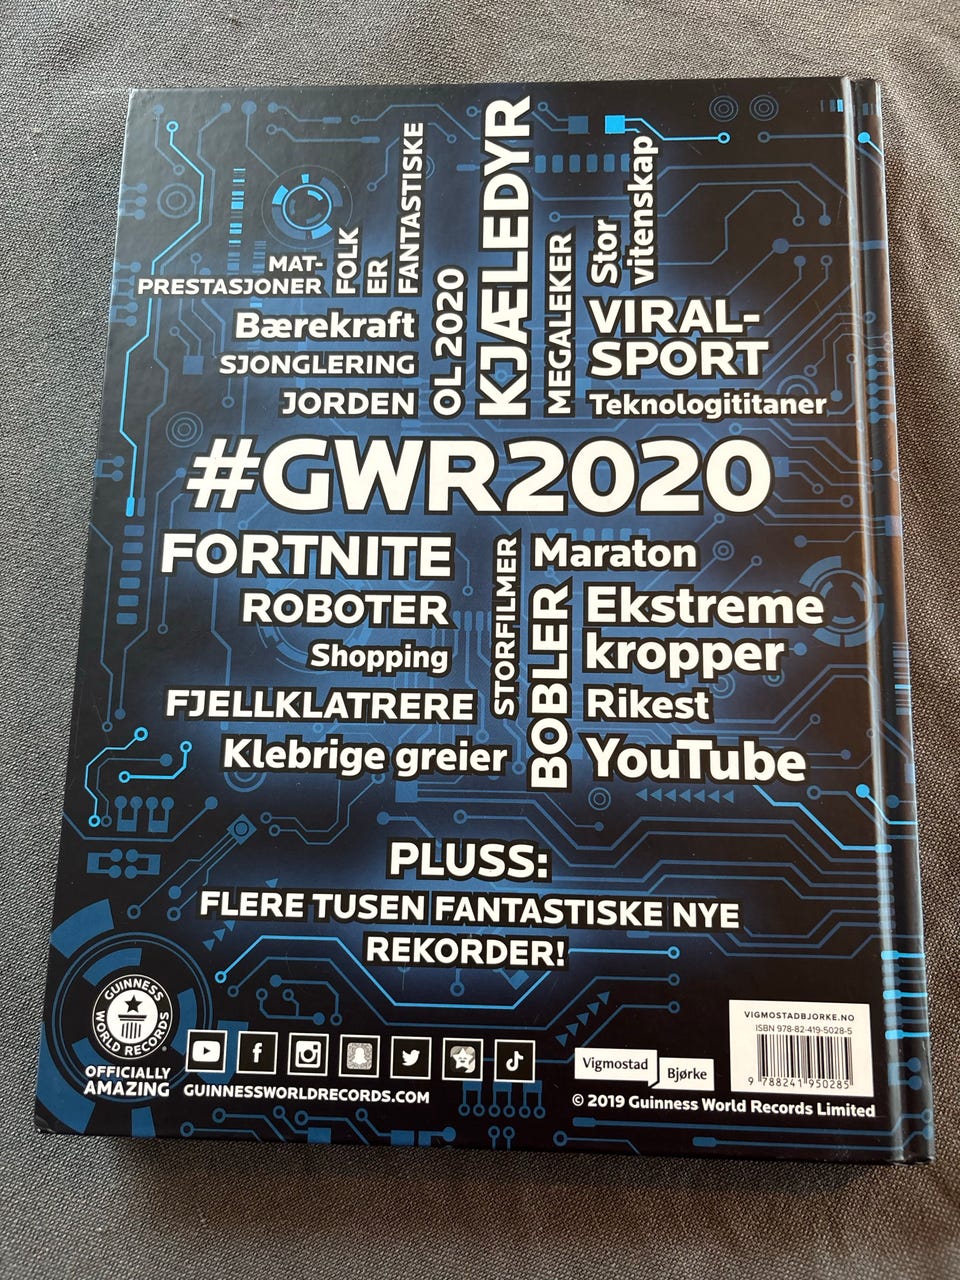 MAT-
PRESTASJONER
FOLK
ER
FANTASTISKE
Bærekraft
SJONGLERING
JORDEN
OL 2020
KJÆLEDYR
MEGALEKER
Stor
vitenskap
VIRAL-
SPORT
Teknologititaner
#GWR2020
FORTNITE
ROBOTER
Shopping
FJELLKLATRERE
Klebrige greier
STORFILMER
BOBLER
Maraton
Ekstreme
kropper
Rikest
YouTube
PLUSS:
FLERE TUSEN FANTASTISKE NYE
REKORDER!
GUINNESS
WORLD RECORDS
OFFICIALLY
AMAZING
GUINNESSWORLDRECORDS.COM
Vigmostad
Bjørke
VIGMOSTADBJORKE.NO
ISBN 978-82-419-5028-5
9 788241 950285
© 2019 Guinness World Records Limited